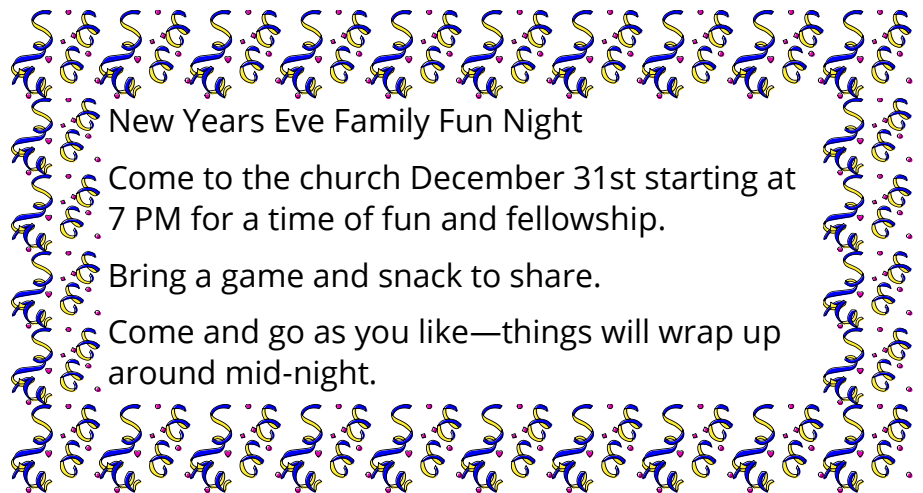 New Years Eve Family Fun Night
Come to the church December 31st starting at
7 PM for a time of fun and fellowship.
Bring a game and snack to share.
Come and go as you like—things will wrap up
around mid-night.